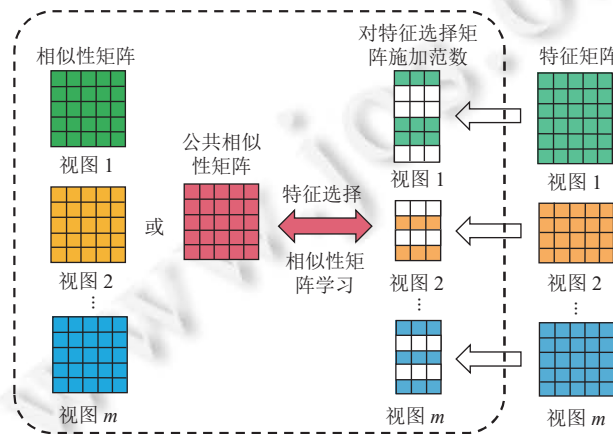 相似性矩阵
视图 1
视图 2
⋮
视图 m
或
公共相似
性矩阵
特征选择
相似性矩
阵学习
对特征选择矩
阵施加范数
视图 1
视图 2
⋮
视图 m
特征矩阵
视图 1
视图 2
⋮
视图 m